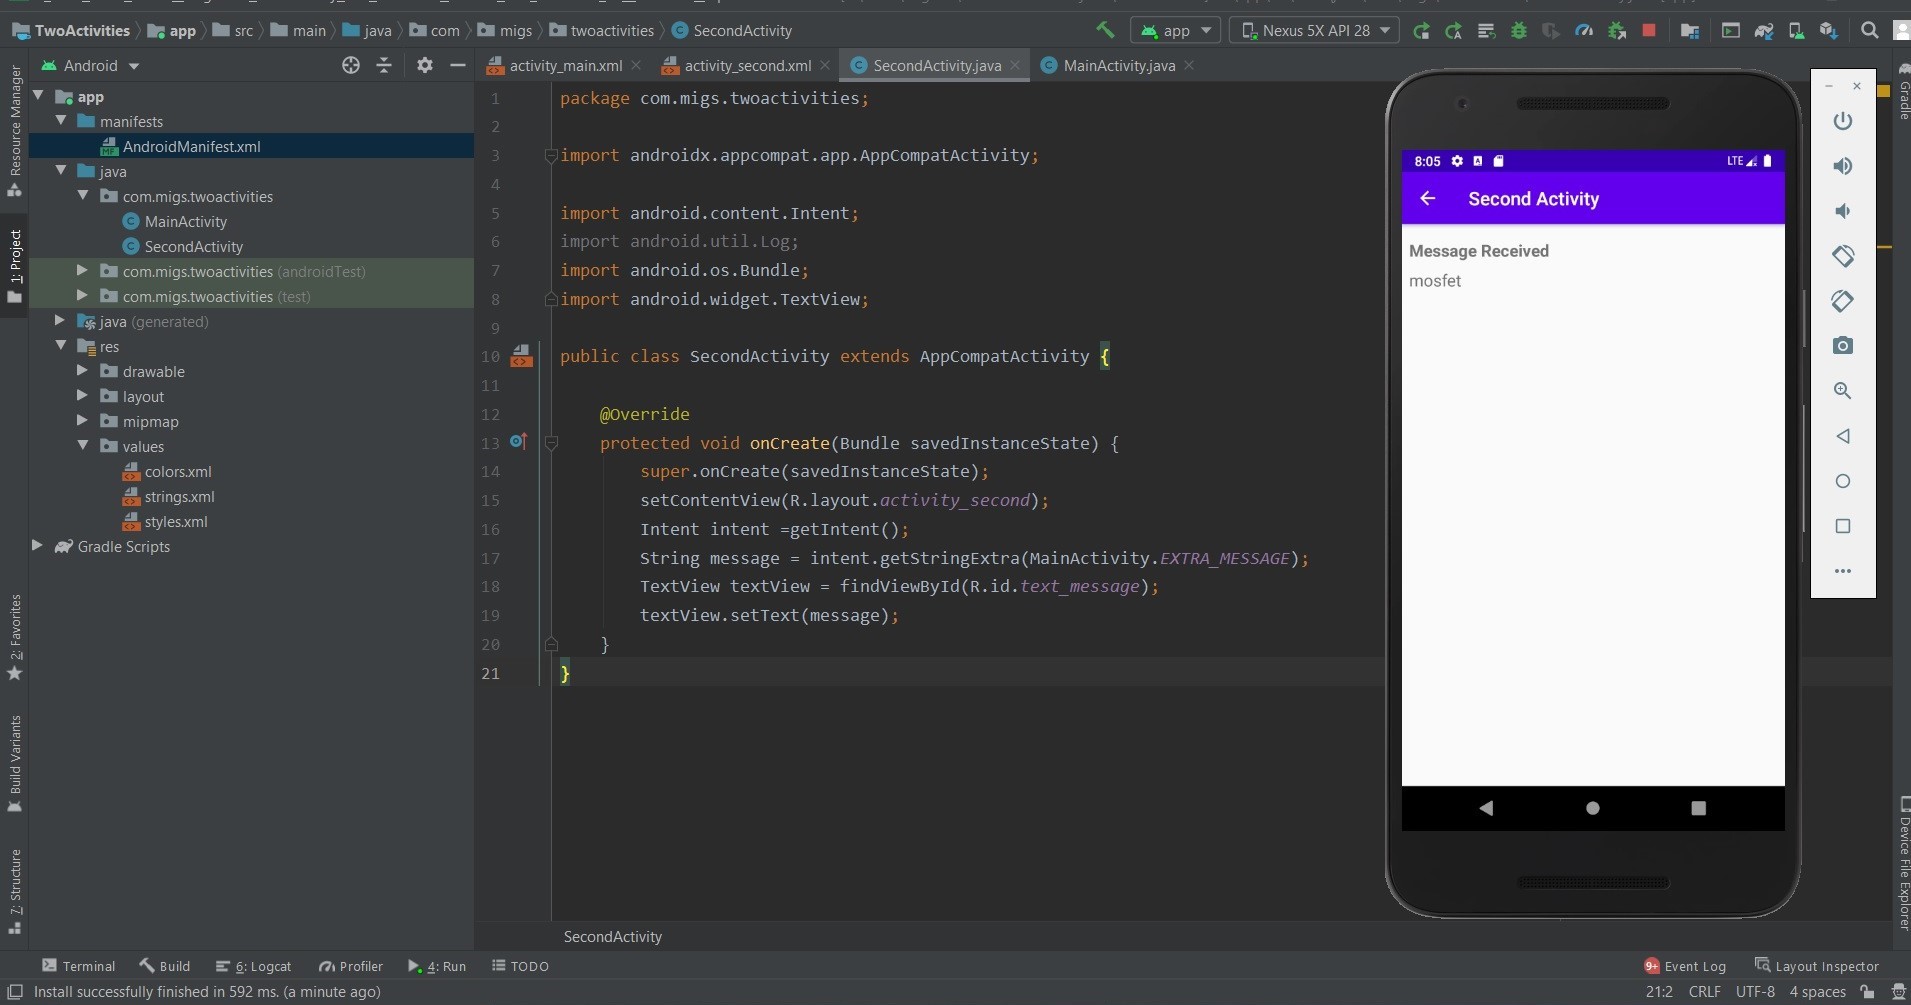 TwoActivities app src main java com migs twoactivities SecondActivity
app Nexus 5X API 28
Android
activity_main.xml activity_second.xml SecondActivity.java MainActivity.java
Resource Manager
1: Project
2: Favorites
Build Variants
7: Structure
app
manifests
AndroidManifest.xml
java
com.migs.twoactivities
MainActivity
SecondActivity
com.migs.twoactivities (androidTest)
com.migs.twoactivities (test)
java (generated)
res
drawable
layout
mipmap
values
colors.xml
strings.xml
styles.xml
Gradle Scripts
1 package com.migs.twoactivities;
2
3 import androidx.appcompat.app.AppCompatActivity;
4
5 import android.content.Intent;
6 import android.util.Log;
7 import android.os.Bundle;
8 import android.widget.TextView;
9
10 public class SecondActivity extends AppCompatActivity {
11
12 @Override
13 protected void onCreate(Bundle savedInstanceState) {
14 super.onCreate(savedInstanceState);
15 setContentView(R.layout.activity_second);
16 Intent intent =getIntent();
17 String message = intent.getStringExtra(MainActivity.EXTRA_MESSAGE);
18 TextView textView = findViewById(R.id.text_message);
19 textView.setText(message);
20 }
21 }
SecondActivity
8:05 A LTE
Second Activity
Message Received
mosfet
Gradle
Device File Explorer
Terminal Build 6: Logcat Profiler 4: Run TODO
9+ Event Log Layout Inspector
Install successfully finished in 592 ms. (a minute ago)
21:2 CRLF UTF-8 4 spaces